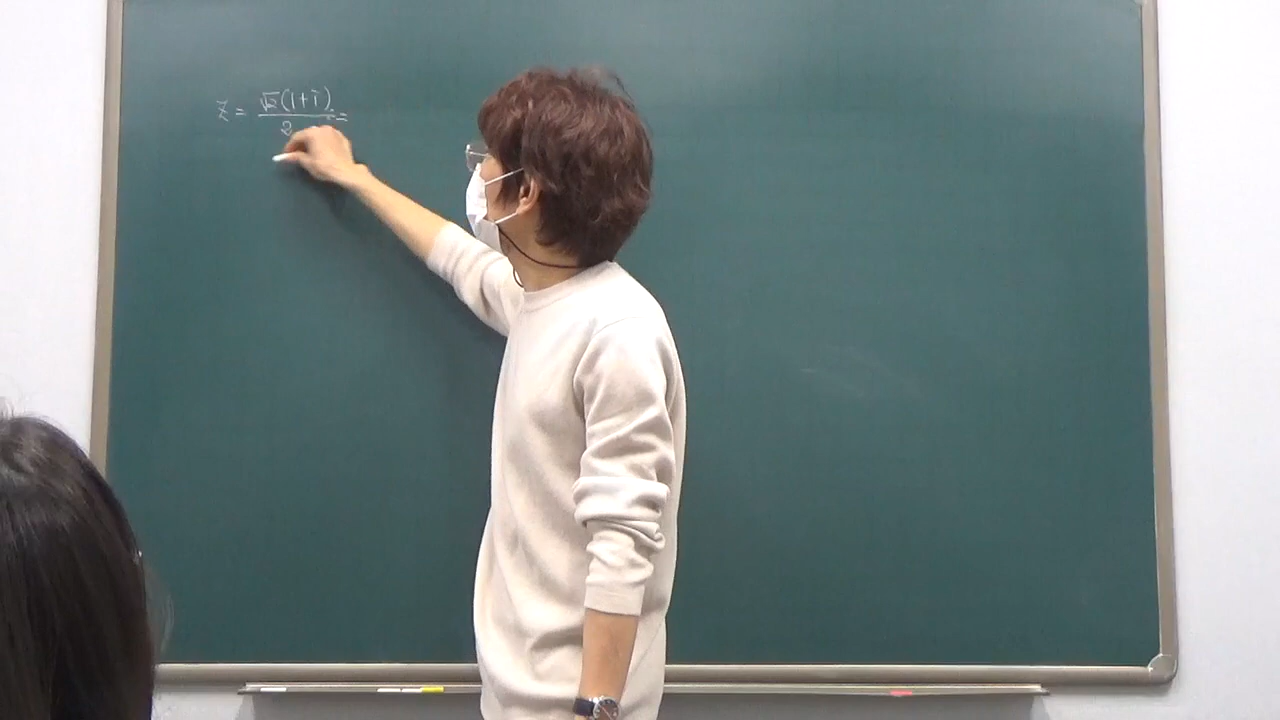 z = √2(1+i)/2 =